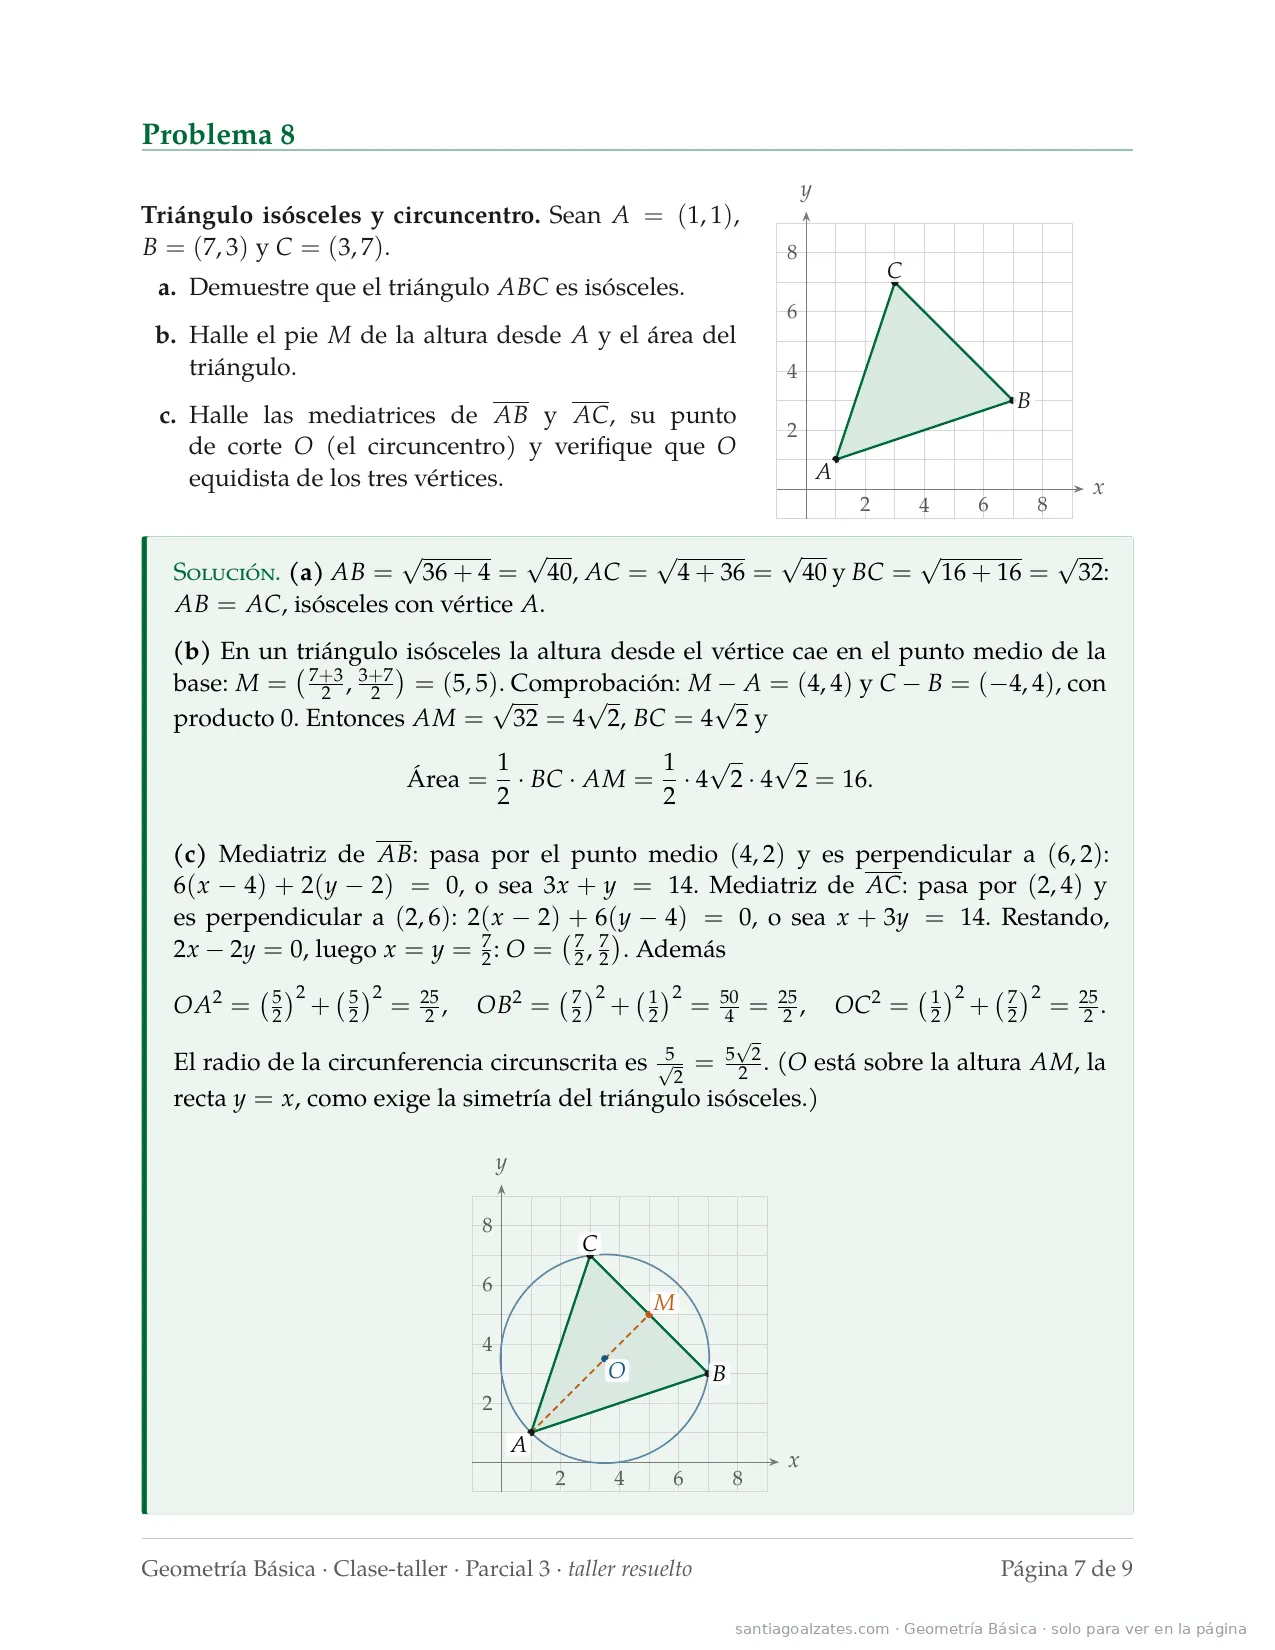 Problema 8
Triángulo isósceles y circuncentro. Sean A = (1, 1),
B = (7, 3) y C = (3, 7).
a. Demuestre que el triángulo ABC es isósceles.
b. Halle el pie M de la altura desde A y el área del
triángulo.
c. Halle las mediatrices de \overline{AB} y \overline{AC}, su punto
de corte O (el circuncentro) y verifique que O
equidista de los tres vértices.
y
8
6
4
2
C
B
A
2 4 6 8
x
SOLUCIÓN. (a) AB = √(36 + 4) = √40, AC = √(4 + 36) = √40 y BC = √(16 + 16) = √32:
AB = AC, isósceles con vértice A.
(b) En un triángulo isósceles la altura desde el vértice cae en el punto medio de la
base: M = ((7+3)/2, (3+7)/2) = (5, 5). Comprobación: M − A = (4, 4) y C − B = (−4, 4), con
producto 0. Entonces AM = √32 = 4√2, BC = 4√2 y
Área = 1/2 · BC · AM = 1/2 · 4√2 · 4√2 = 16.
(c) Mediatriz de \overline{AB}: pasa por el punto medio (4, 2) y es perpendicular a (6, 2):
6(x − 4) + 2(y − 2) = 0, o sea 3x + y = 14. Mediatriz de \overline{AC}: pasa por (2, 4) y
es perpendicular a (2, 6): 2(x − 2) + 6(y − 4) = 0, o sea x + 3y = 14. Restando,
2x − 2y = 0, luego x = y = 7/2: O = (7/2, 7/2). Además
OA² = (5/2)² + (5/2)² = 25/2, OB² = (7/2)² + (1/2)² = 50/4 = 25/2, OC² = (1/2)² + (7/2)² = 25/2.
El radio de la circunferencia circunscrita es 5/√2 = 5√2/2. (O está sobre la altura AM, la
recta y = x, como exige la simetría del triángulo isósceles.)
y
8
6
4
2
C
M
O
B
A
2 4 6 8
x
Geometría Básica · Clase-taller · Parcial 3 · taller resuelto
Página 7 de 9
santiagoalzates.com · Geometría Básica · solo para ver en la página